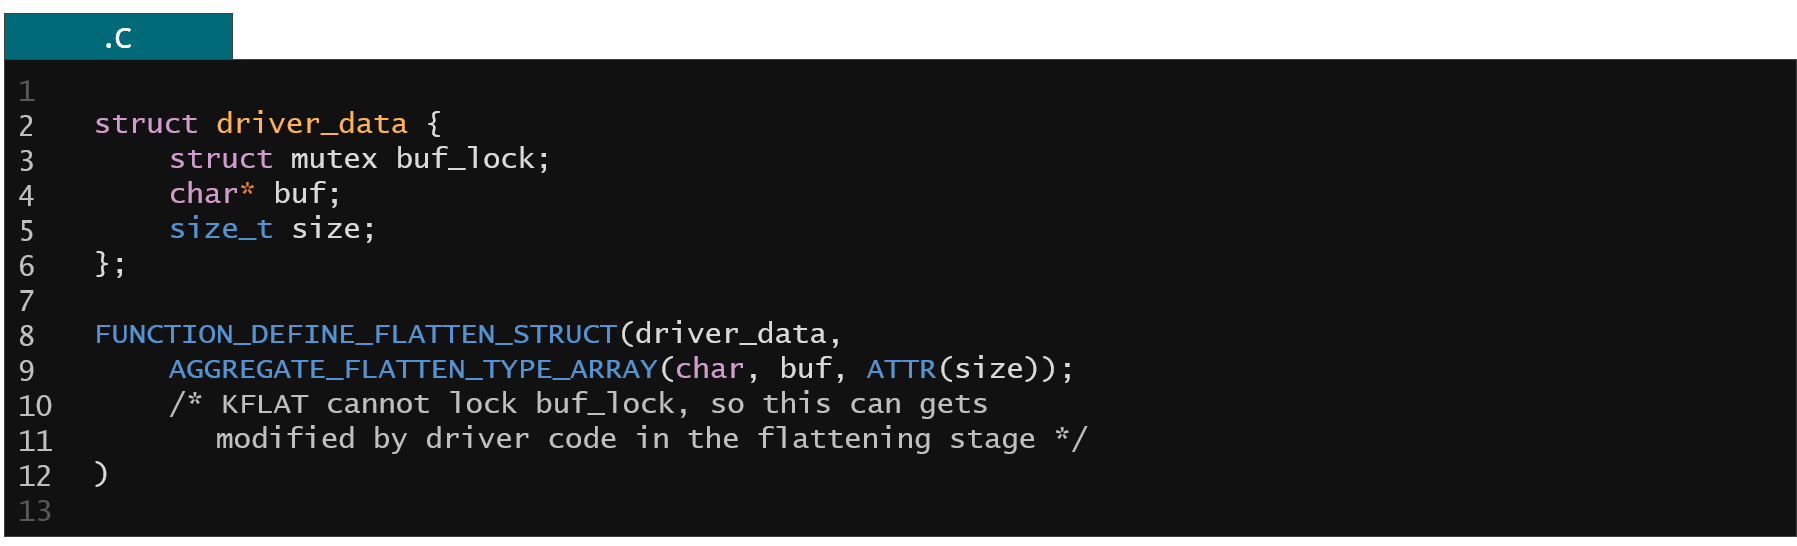 .C
1
2 struct driver_data {
3 struct mutex buf_lock;
4 char* buf;
5 size_t size;
6 };
7
8 FUNCTION_DEFINE_FLATTEN_STRUCT(driver_data,
9 AGGREGATE_FLATTEN_TYPE_ARRAY(char, buf, ATTR(size));
10 /* KFLAT cannot lock buf_lock, so this can gets
11 modified by driver code in the flattening stage */
12 )
13